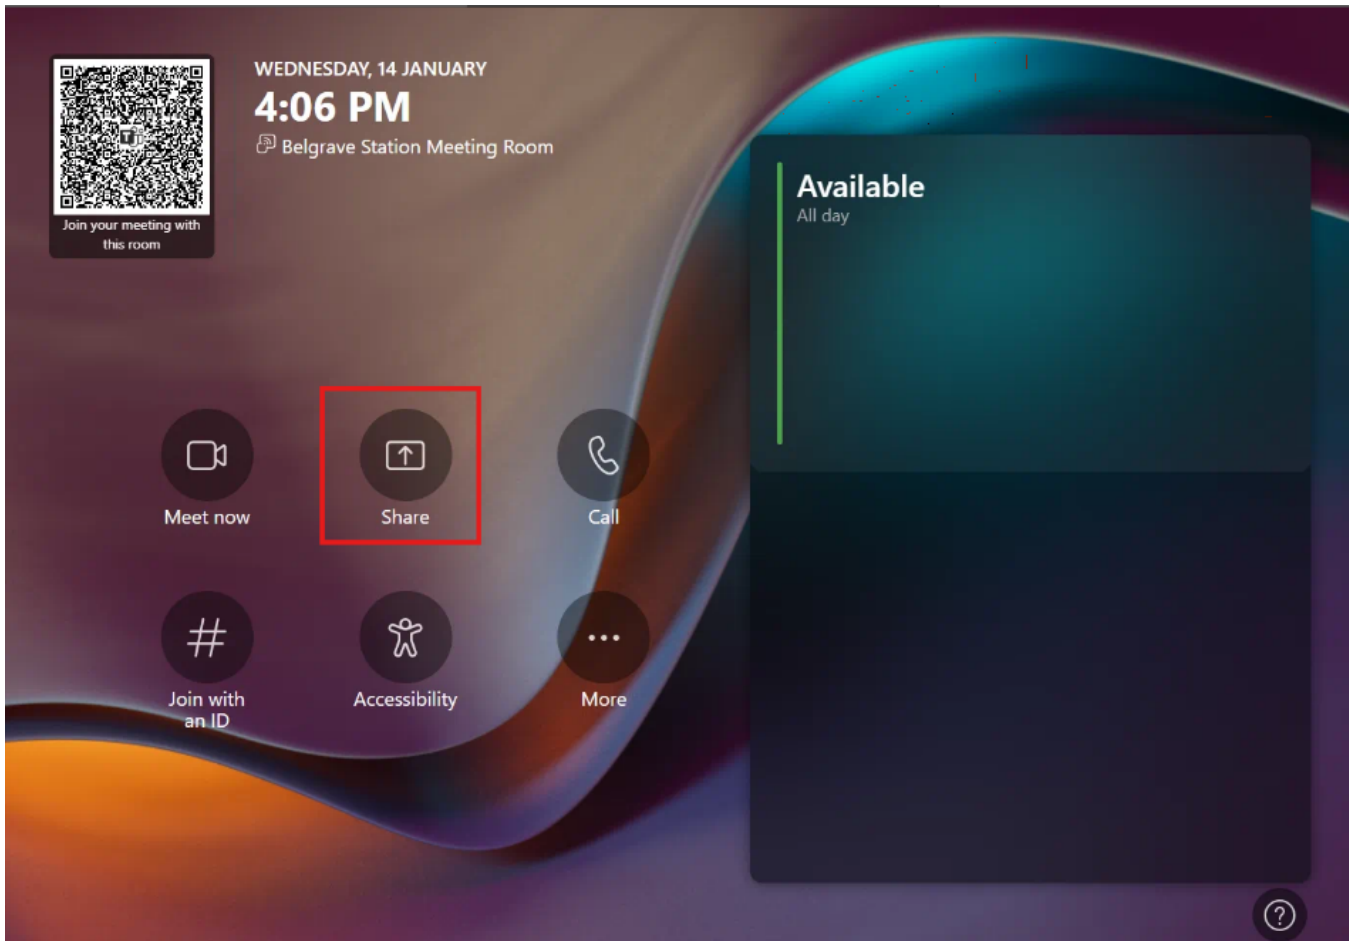 WEDNESDAY, 14 JANUARY
4:06 PM
Belgrave Station Meeting Room
Join your meeting with
this room
Available
All day
Meet now
Share
Call
Join with
an ID
Accessibility
More